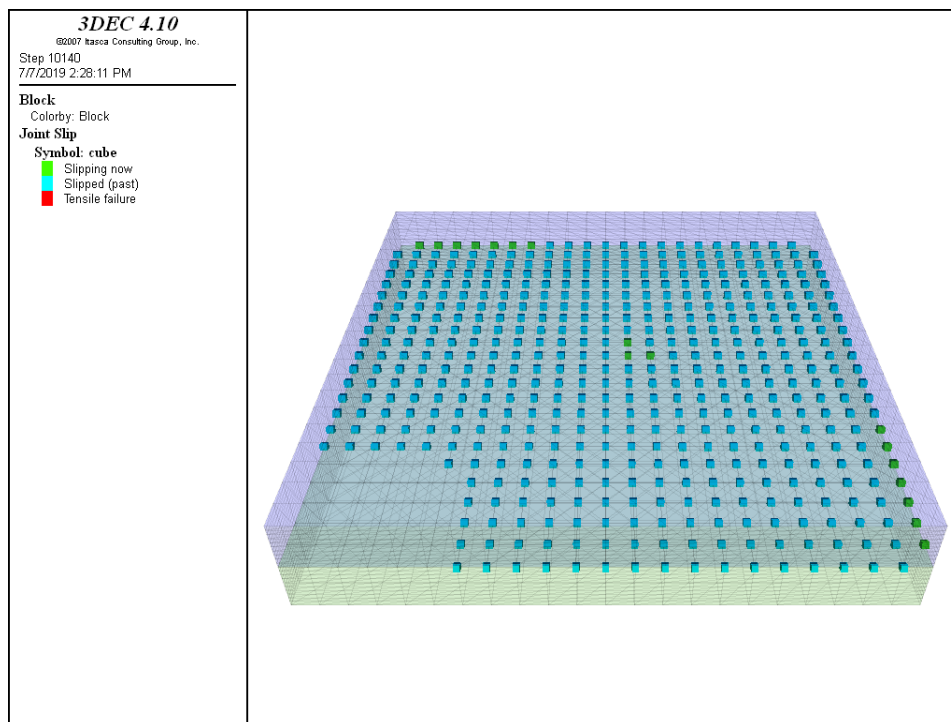 3DEC 4.10
©2007 Itasca Consulting Group, Inc.
Step 10140
7/7/2019 2:28:11 PM
Block
Colorby: Block
Joint Slip
Symbol: cube
Slipping now
Slipped (past)
Tensile failure